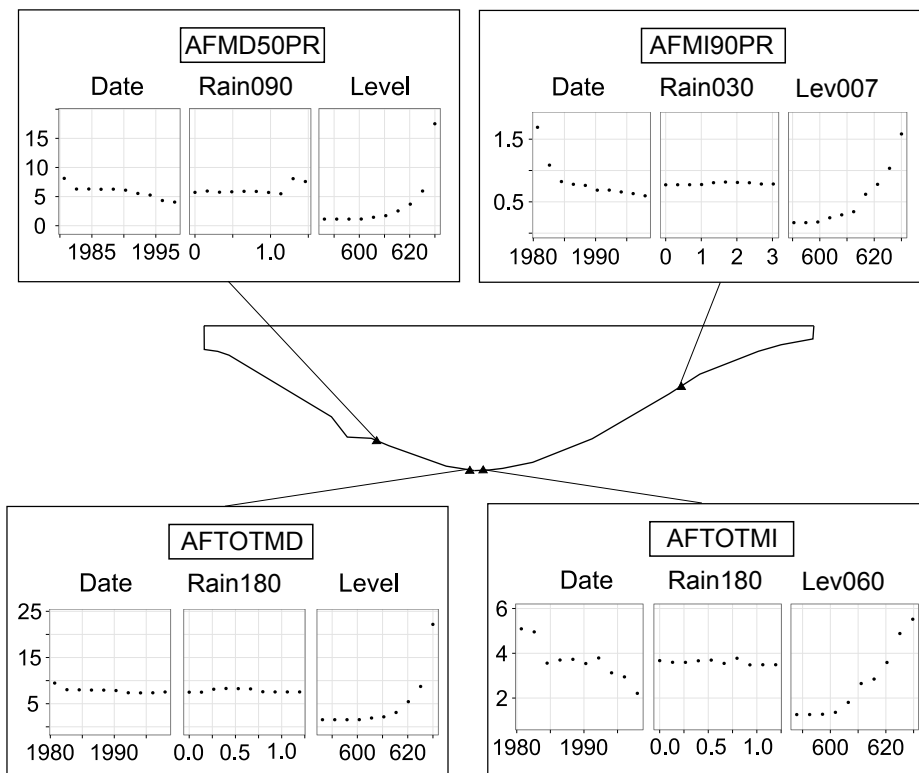 AFMD50PR
Date Rain090 Level
15
10
5
0
1985 1995 0 1.0 600 620
AFMI90PR
Date Rain030 Lev007
1.5
0.5
1980 1990 0 1 2 3 600 620
AFTOTMD
Date Rain180 Level
25
15
5
1980 1990 0.0 0.5 1.0 600 620
AFTOTMI
Date Rain180 Lev060
6
4
2
1980 1990 0.0 0.5 1.0 600 620